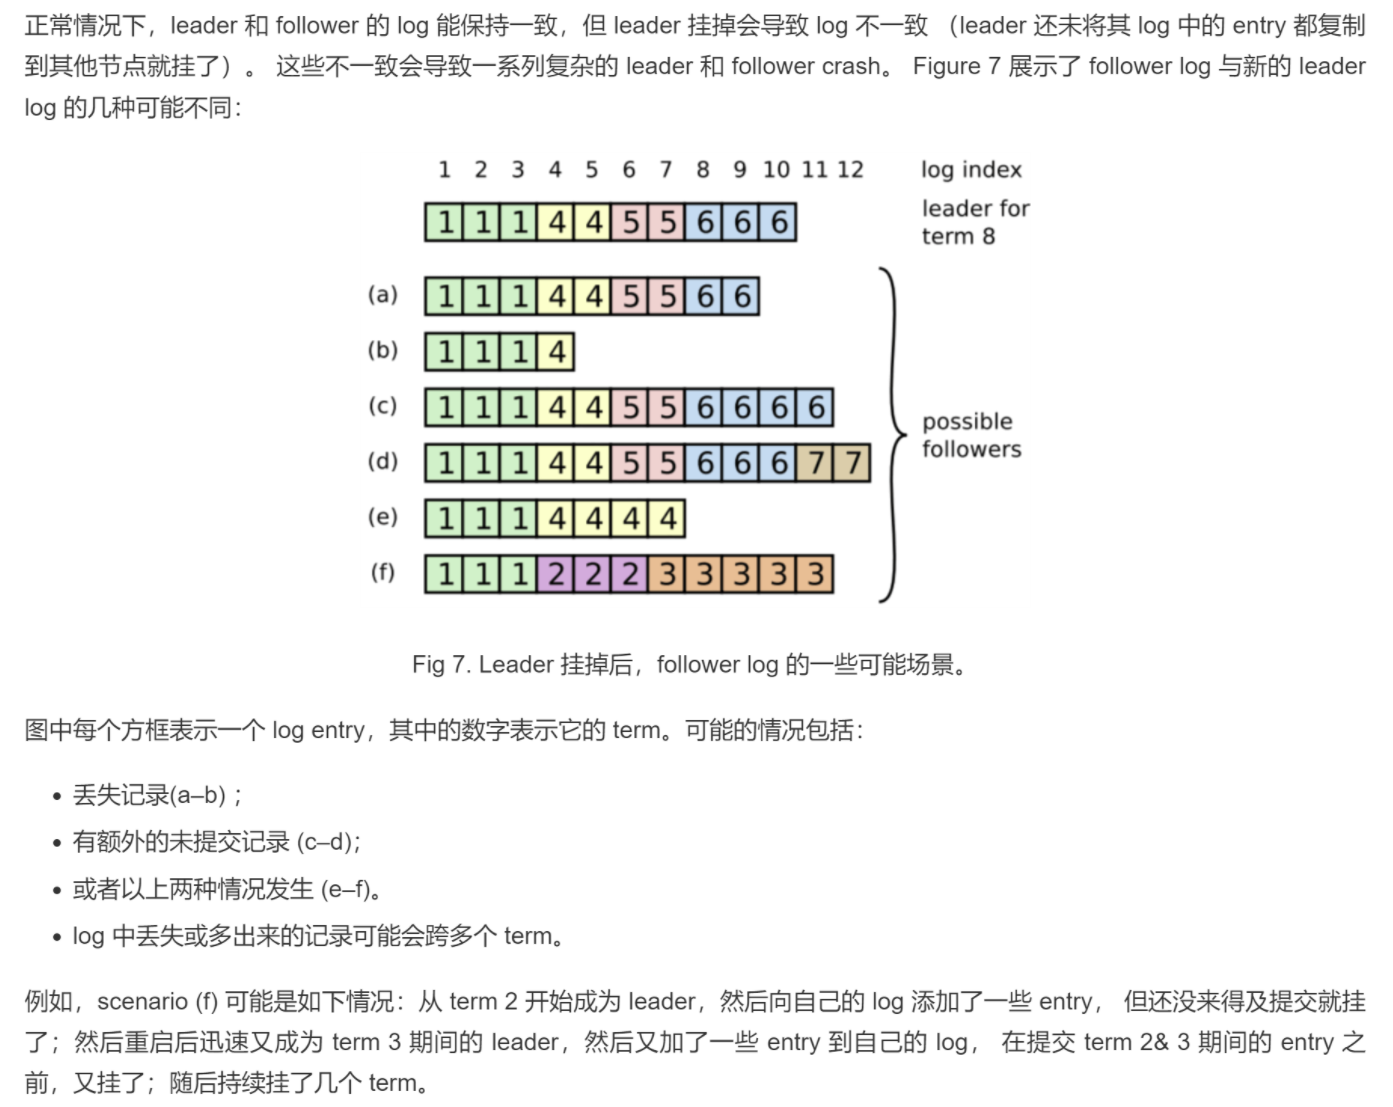 正常情况下，leader 和 follower 的 log 能保持一致，但 leader 挂掉会导致 log 不一致 （leader 还未将其 log 中的 entry 都复制
到其他节点就挂了）。 这些不一致会导致一系列复杂的 leader 和 follower crash。 Figure 7 展示了 follower log 与新的 leader
log 的几种可能不同：
1 2 3 4 5 6 7 8 9 10 11 12 log index
1 1 1 4 4 5 5 6 6 6 leader for
term 8
(a) 1 1 1 4 4 5 5 6 6
(b) 1 1 1 4
(c) 1 1 1 4 4 5 5 6 6 6 6
(d) 1 1 1 4 4 5 5 6 6 6 7 7
(e) 1 1 1 4 4 4 4
(f) 1 1 1 2 2 2 3 3 3 3 3
possible
followers
Fig 7. Leader 挂掉后，follower log 的一些可能场景。
图中每个方框表示一个 log entry，其中的数字表示它的 term。可能的情况包括：
• 丢失记录(a–b) ；
• 有额外的未提交记录 (c–d);
• 或者以上两种情况发生 (e–f)。
• log 中丢失或多出来的记录可能会跨多个 term。
例如，scenario (f) 可能是如下情况：从 term 2 开始成为 leader，然后向自己的 log 添加了一些 entry， 但还没来得及提交就挂
了；然后重启后迅速又成为 term 3 期间的 leader，然后又加了一些 entry 到自己的 log， 在提交 term 2& 3 期间的 entry 之
前，又挂了；随后持续挂了几个 term。